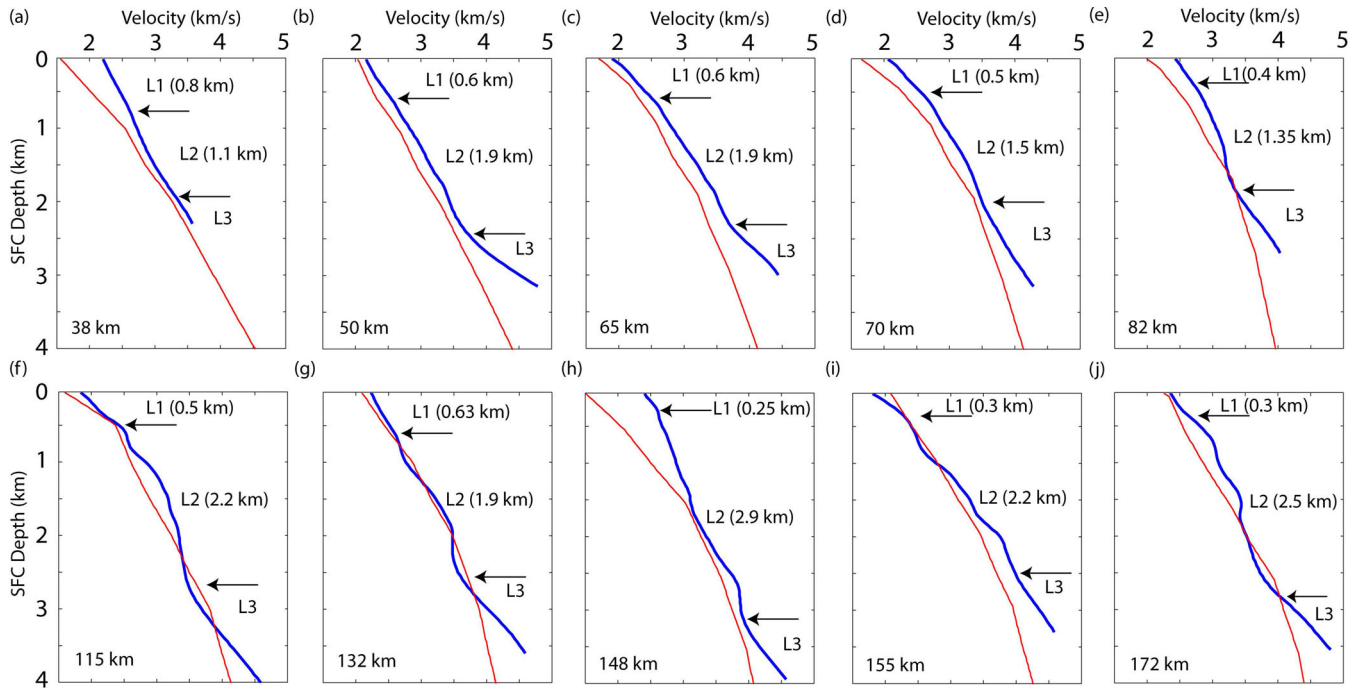 (a) Velocity (km/s) (b) Velocity (km/s) (c) Velocity (km/s) (d) Velocity (km/s) (e) Velocity (km/s)
2 3 4 5 2 3 4 5 2 3 4 5 2 3 4 5 2 3 4 5
0
1
2
3
4
SFC Depth (km)
L1 (0.8 km)
L2 (1.1 km)
L3
38 km
L1 (0.6 km)
L2 (1.9 km)
L3
50 km
L1 (0.6 km)
L2 (1.9 km)
L3
65 km
L1 (0.5 km)
L2 (1.5 km)
L3
70 km
L1(0.4 km)
L2 (1.35 km)
L3
82 km
(f) (g) (h) (i) (j)
0
1
2
3
4
SFC Depth (km)
L1 (0.5 km)
L2 (2.2 km)
L3
115 km
L1 (0.63 km)
L2 (1.9 km)
L3
132 km
L1 (0.25 km)
L2 (2.9 km)
L3
148 km
L1 (0.3 km)
L2 (2.2 km)
L3
155 km
L1 (0.3 km)
L2 (2.5 km)
L3
172 km